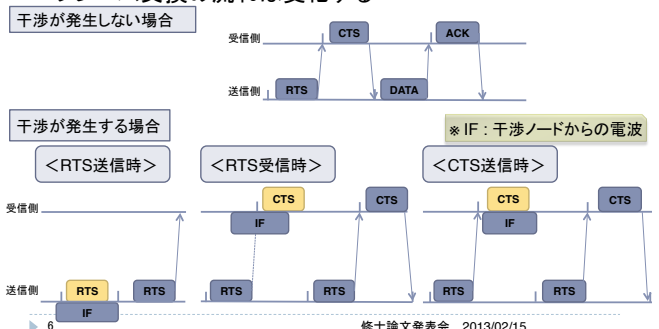 干渉が発生しない場合
受信側
CTS
ACK
送信側
RTS
DATA
干渉が発生する場合
※ IF : 干渉ノードからの電波
＜RTS送信時＞
＜RTS受信時＞
＜CTS送信時＞
受信側
CTS
CTS
CTS
CTS
IF
IF
送信側
RTS
RTS
RTS
RTS
RTS
RTS
IF
6
修士論文発表会 2013/02/15